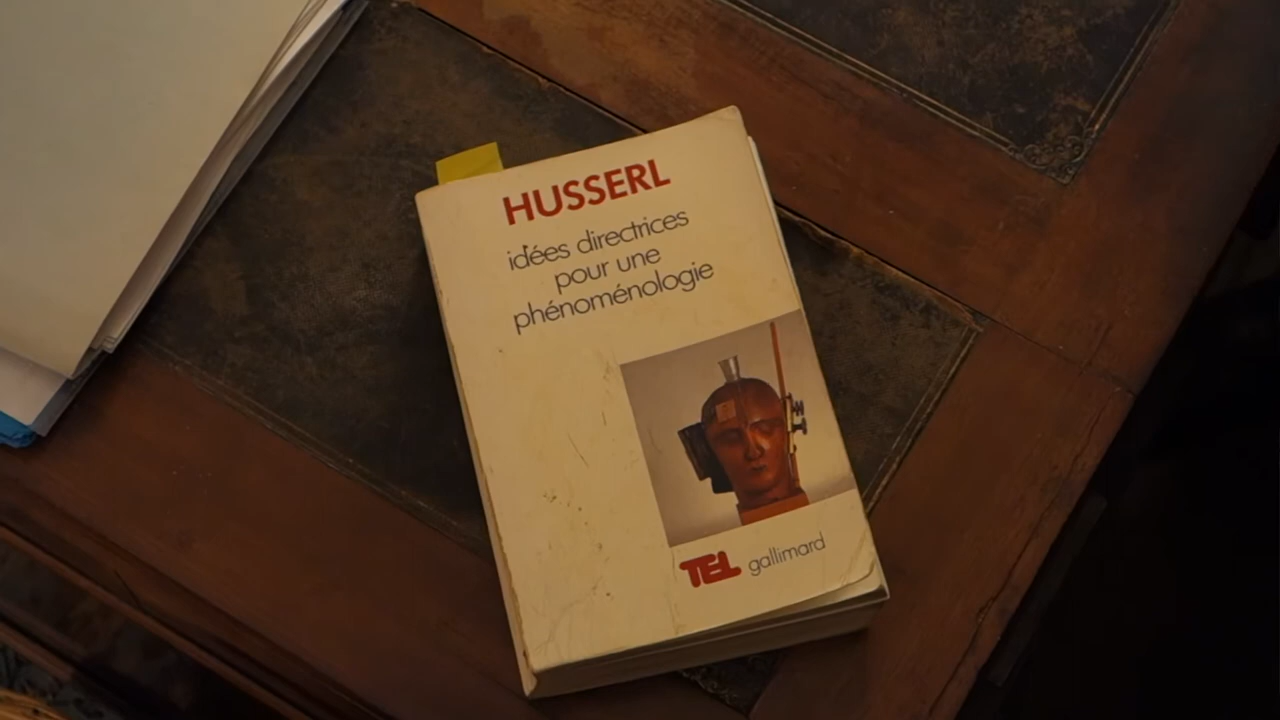 HUSSERL
idées directrices
pour une
phénoménologie
TEL gallimard